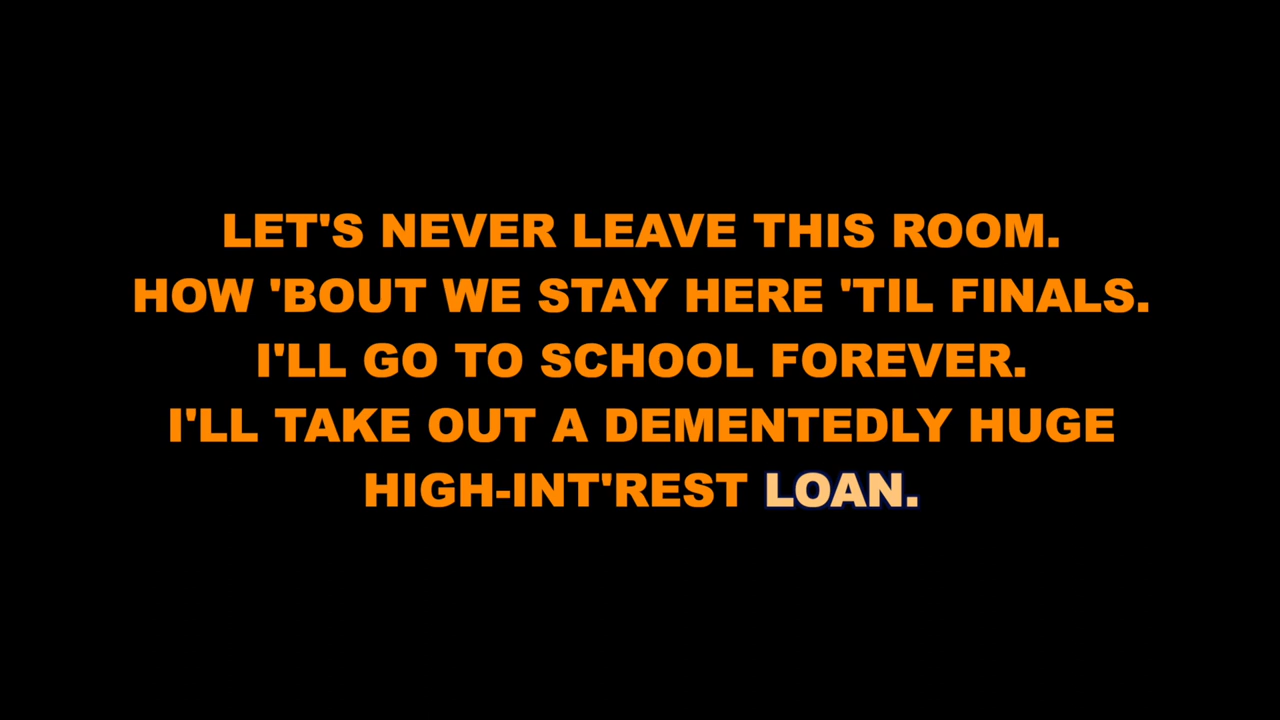 LET'S NEVER LEAVE THIS ROOM.
HOW 'BOUT WE STAY HERE 'TIL FINALS.
I'LL GO TO SCHOOL FOREVER.
I'LL TAKE OUT A DEMENTEDLY HUGE
HIGH-INT'REST LOAN.